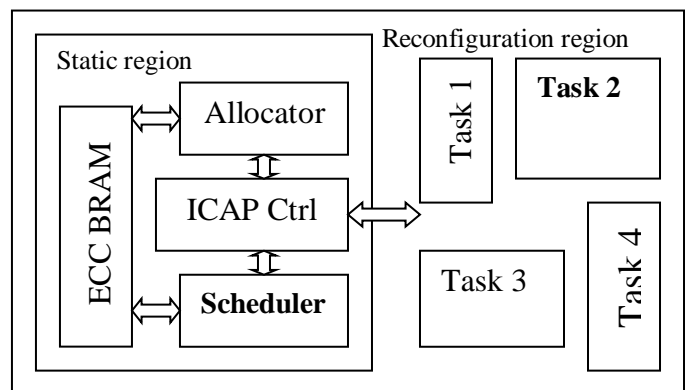 Reconfiguration region
Static region
Allocator
Task 1
Task 2
ECC BRAM
ICAP Ctrl
Scheduler
Task 3
Task 4